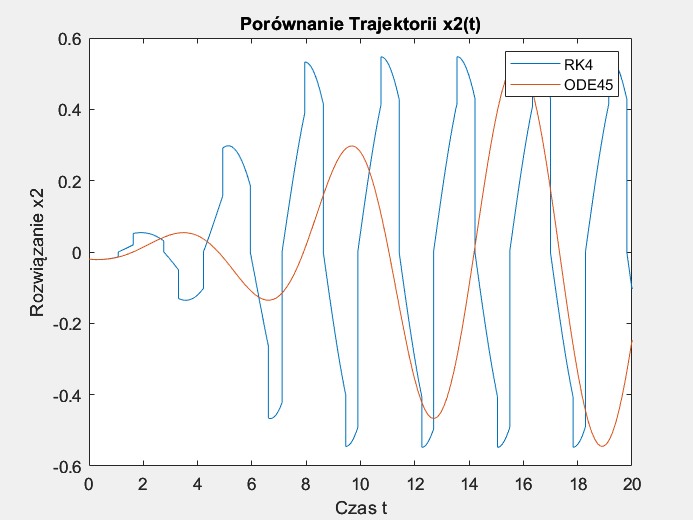 Porównanie Trajektorii x2(t)
RK4
ODE45
0.6
0.4
0.2
0
-0.2
-0.4
-0.6
Rozwiązanie x2
0 2 4 6 8 10 12 14 16 18 20
Czas t